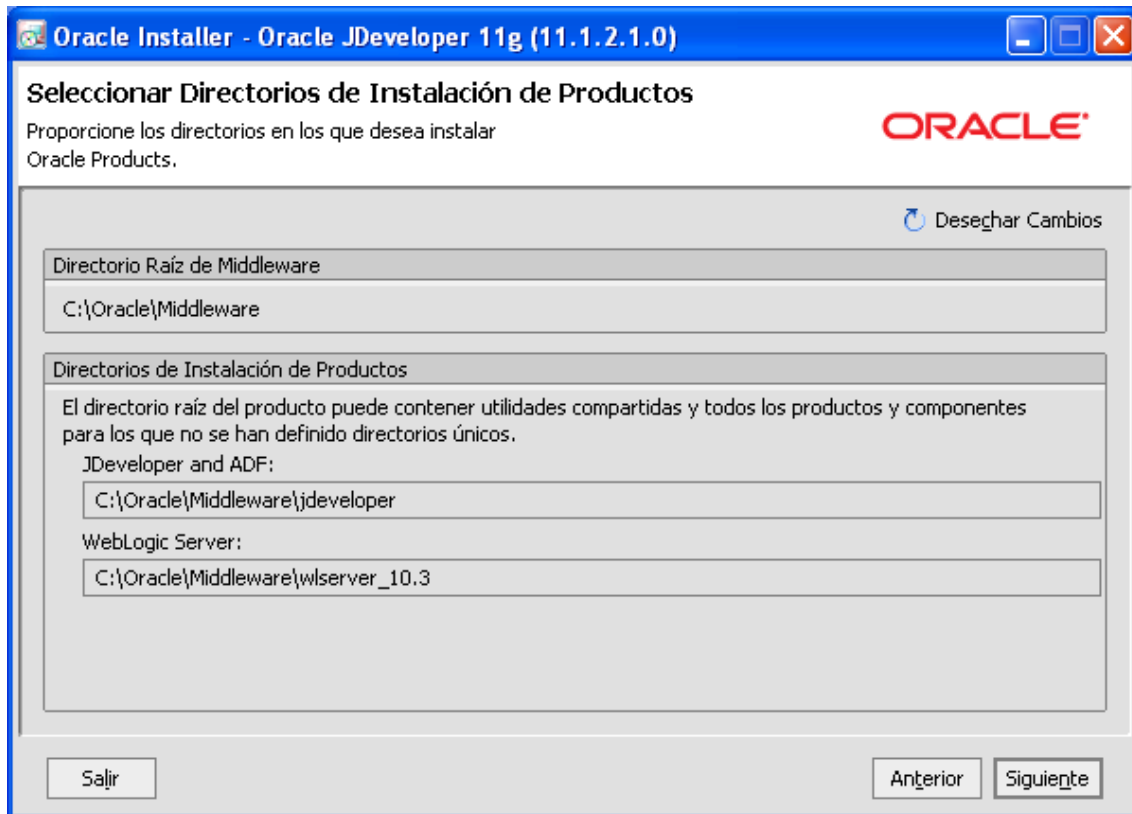 Oracle Installer - Oracle JDeveloper 11g (11.1.2.1.0)
Seleccionar Directorios de Instalación de Productos
Proporcione los directorios en los que desea instalar
Oracle Products.
ORACLE
Desechar Cambios
Directorio Raíz de Middleware
C:\Oracle\Middleware
Directorios de Instalación de Productos
El directorio raíz del producto puede contener utilidades compartidas y todos los productos y componentes
para los que no se han definido directorios únicos.
JDeveloper and ADF:
C:\Oracle\Middleware\jdeveloper
WebLogic Server:
C:\Oracle\Middleware\wlserver_10.3
Salir
Anterior
Siguiente